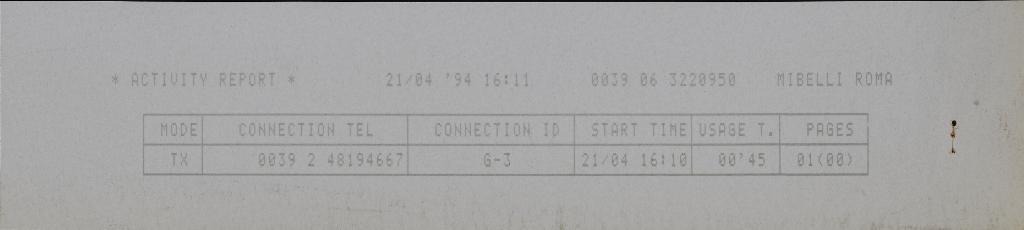 * ACTIVITY REPORT * 21/04 '94 16:11 0039 06 3220950 MIBELLI ROMA
MODE CONNECTION TEL CONNECTION ID START TIME USAGE T. PAGES
TX 0039 2 48194667 G-3 21/04 16:10 00'45 01(00)